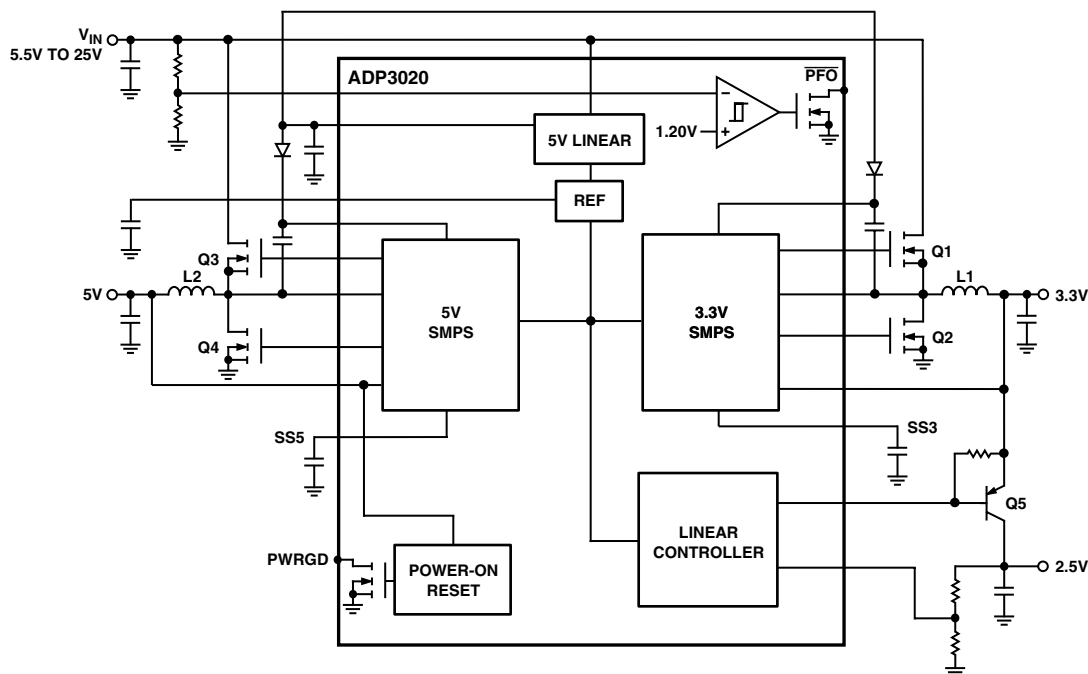 VIN
5.5V TO 25V
ADP3020
PFO
1.20V
5V LINEAR
REF
Q3
Q1
L2
L1
5V
3.3V
5V
SMPS
3.3V
SMPS
Q4
Q2
SS5
SS3
Q5
LINEAR
CONTROLLER
PWRGD
POWER-ON
RESET
2.5V